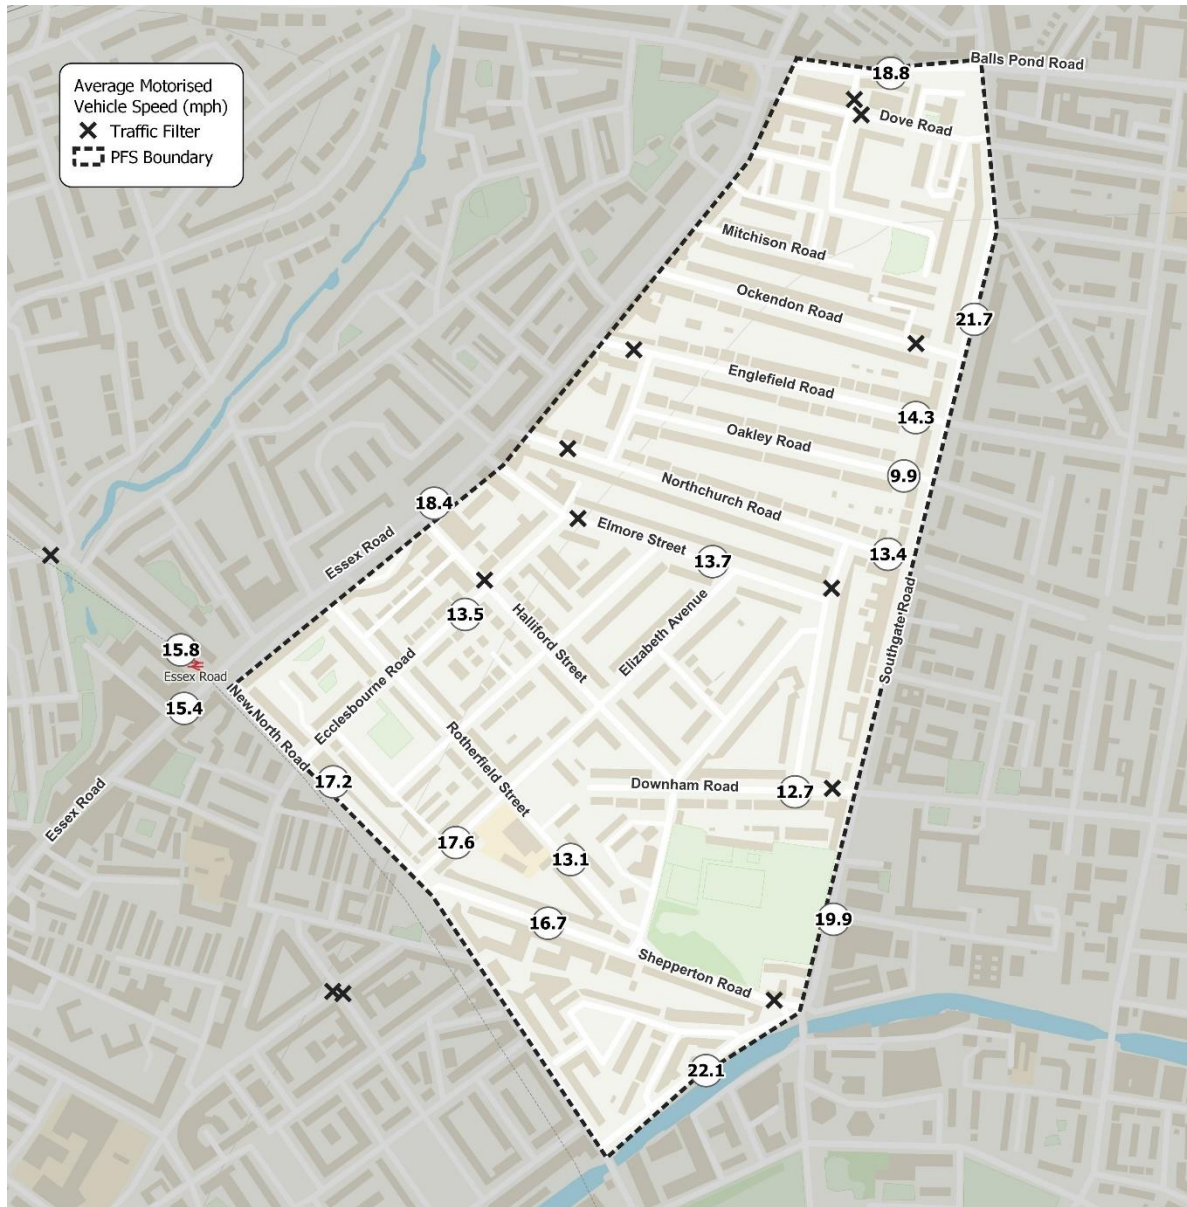 Average Motorised
Vehicle Speed (mph)
Traffic Filter
PFS Boundary
Balls Pond Road
18.8
Dove Road
Mitchison Road
Ockendon Road
21.7
Englefield Road
14.3
Oakley Road
9.9
Northchurch Road
18.4
Elmore Street
13.4
Essex Road
13.7
13.5
Halliford Street
Elizabeth Avenue
Southgate Road
15.8
Essex Road
15.4
New North Road
Ecclesbourne Road
Rotherfield Street
17.2
Downham Road
12.7
Essex Road
17.6
13.1
16.7
19.9
Shepperton Road
22.1